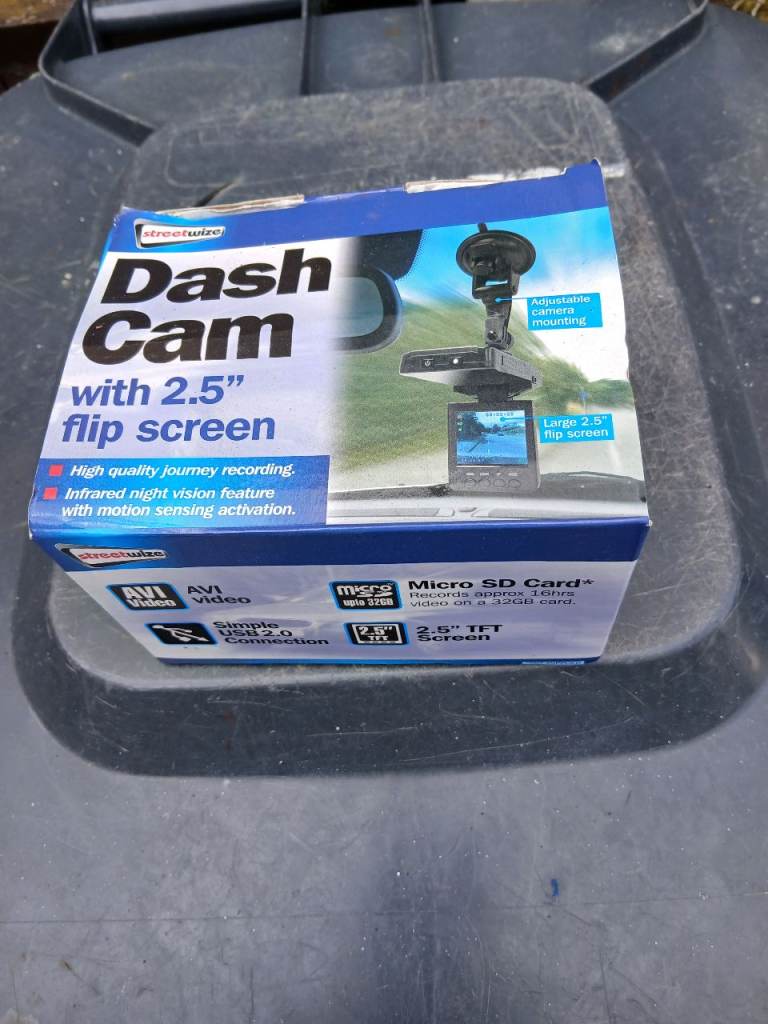 streetwize
Dash
Cam
with 2.5"
flip screen
High quality journey recording.
Infrared night vision feature
with motion sensing activation.
Adjustable
camera
mounting
Large 2.5"
flip screen
streetwize
AVI
Video
AVI
video
micro
SD
upto 32GB
Micro SD Card*
Records approx 16hrs
video on a 32GB card.
Simple
USB 2.0
Connection
2.5"
TFT
2.5" TFT
Screen